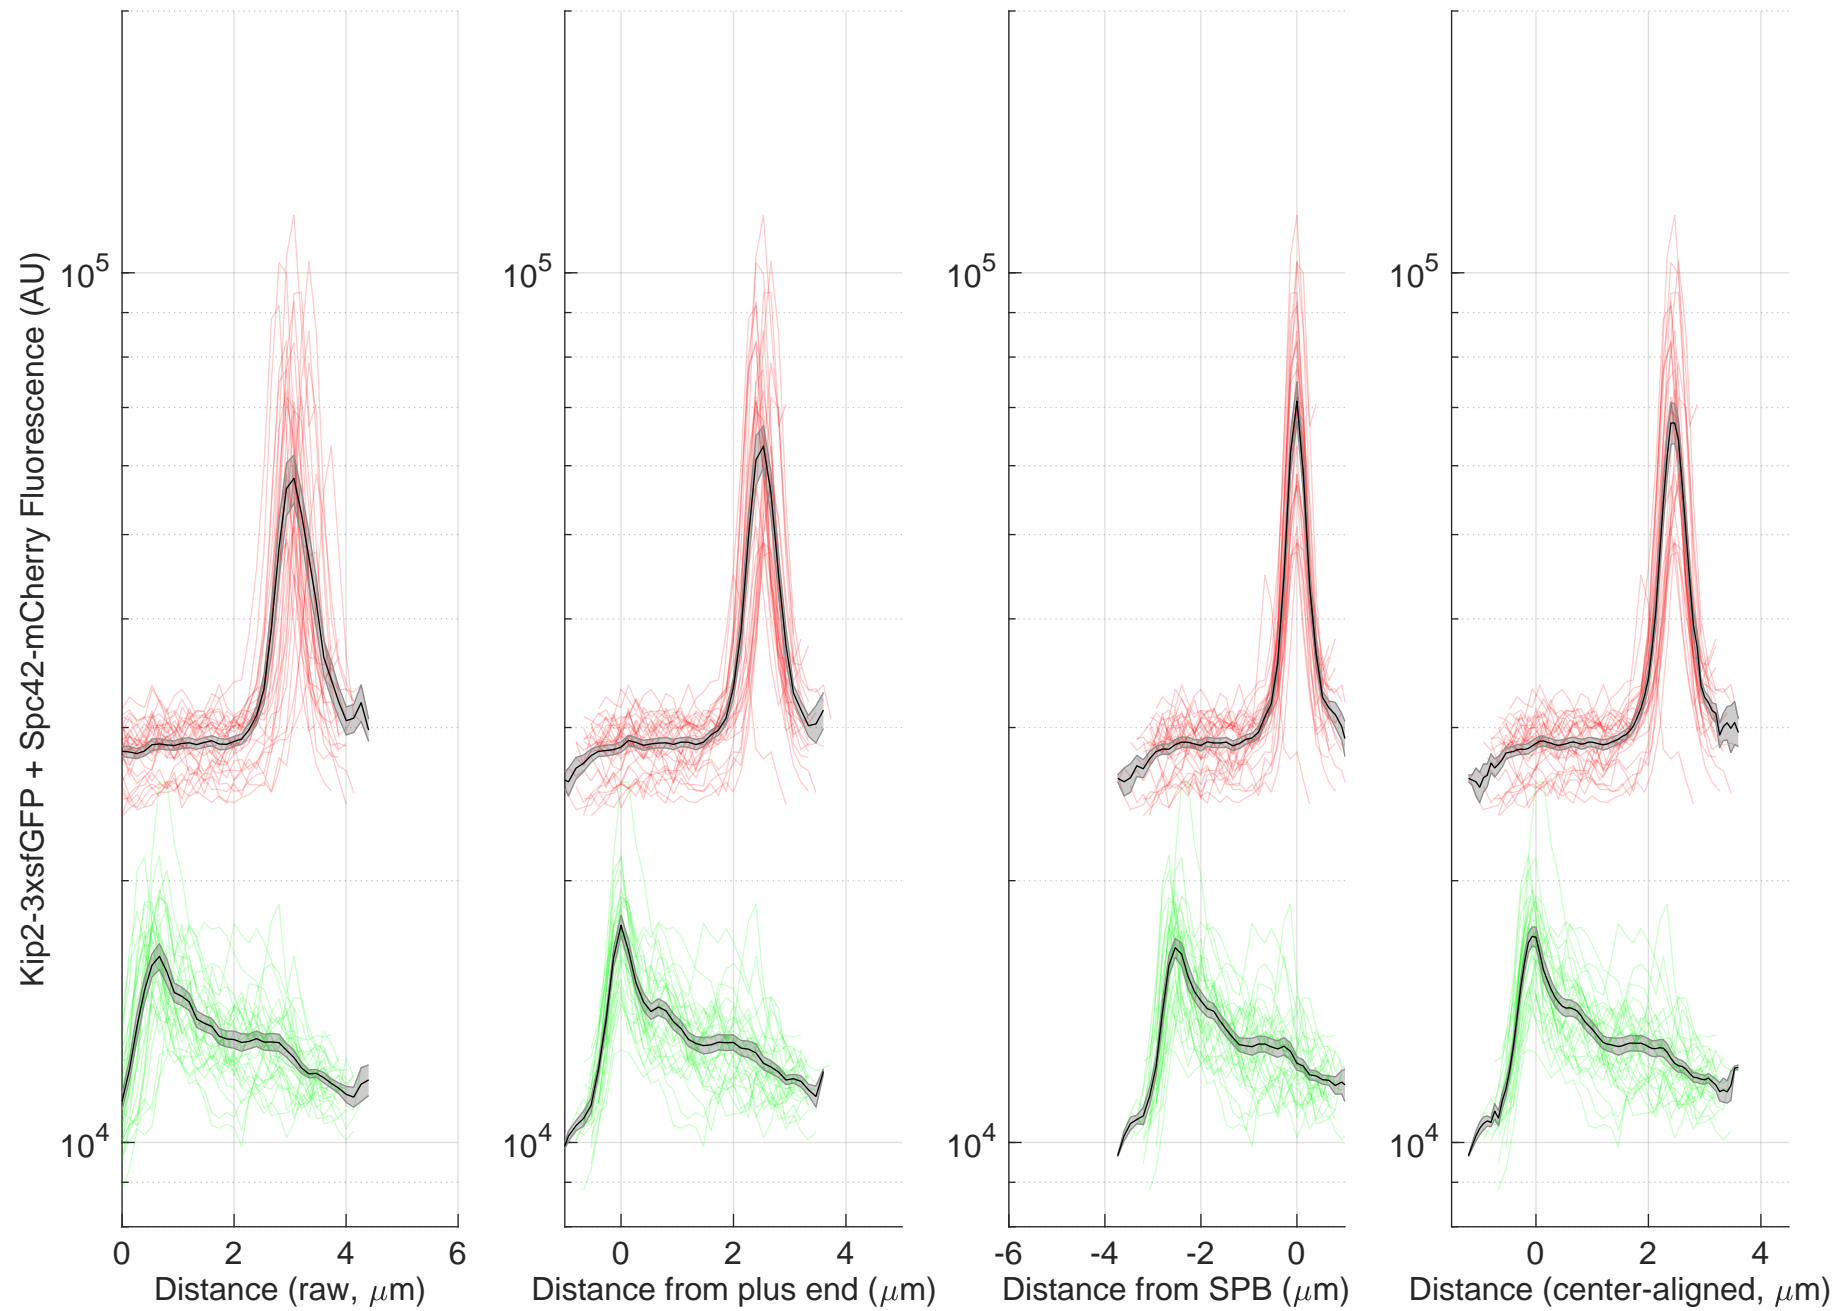 Kip2-3xsfGFP + Spc42-mCherry Fluorescence (AU)
10^5
10^4
0 2 4 6
Distance (raw, μm)
10^5
10^4
0 2 4
Distance from plus end (μm)
10^5
10^4
-6 -4 -2 0
Distance from SPB (μm)
10^5
10^4
0 2 4
Distance (center-aligned, μm)